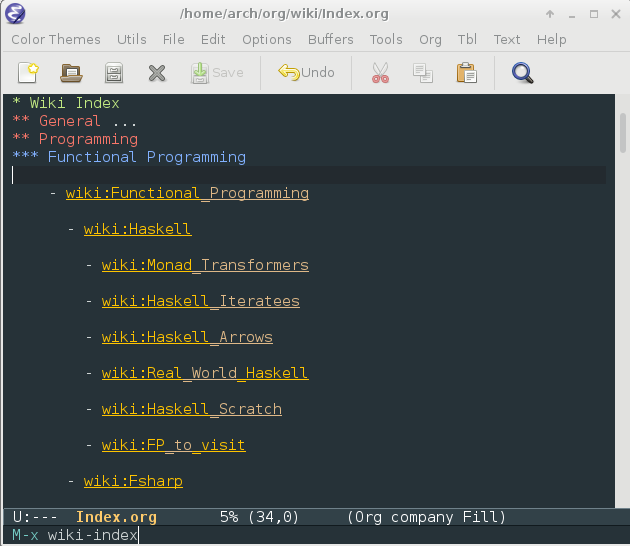 /home/arch/org/wiki/Index.org
Color Themes Utils File Edit Options Buffers Tools Org Tbl Text Help
Save Undo
* Wiki Index
** General ...
** Programming
*** Functional Programming
- wiki:Functional_Programming
- wiki:Haskell
- wiki:Monad_Transformers
- wiki:Haskell_Iteratees
- wiki:Haskell_Arrows
- wiki:Real_World_Haskell
- wiki:Haskell_Scratch
- wiki:FP_to_visit
- wiki:Fsharp
U:--- Index.org 5% (34,0) (Org company Fill)
M-x wiki-index